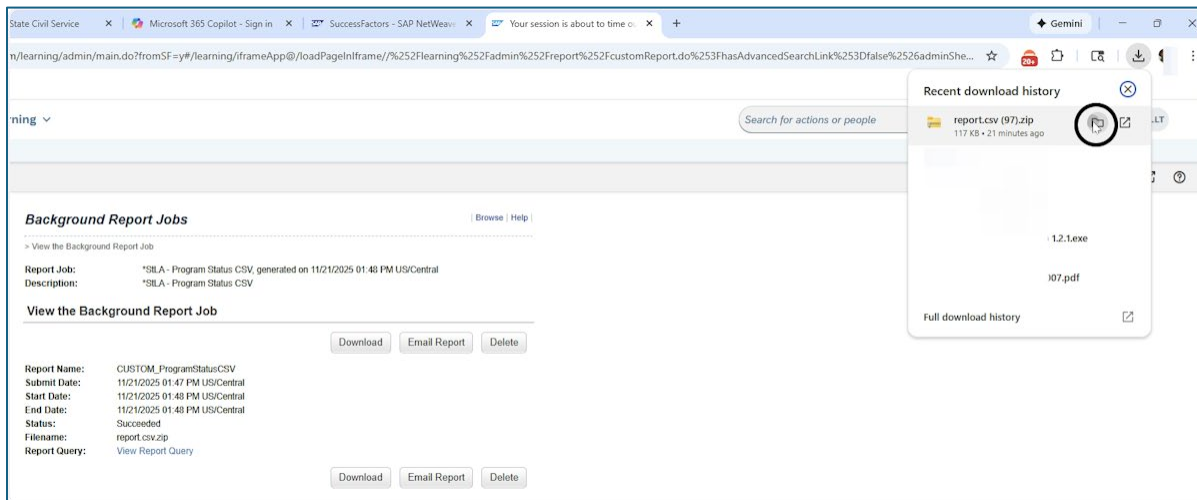 State Civil Service
Microsoft 365 Copilot - Sign in
SuccessFactors - SAP NetWeave
Your session is about to time ou
Gemini
n/learning/admin/main.do?fromSF=y#/learning/iframeApp@/loadPageInIframe//%252Flearning%252Fadmin%252Freport%252FcustomReport.do%253FhasAdvancedSearchLink%253Dfalse%2526adminShe...
20+
Recent download history
report.csv (97).zip
117 KB • 21 minutes ago
1.2.1.exe
007.pdf
Full download history
rning
Search for actions or people
LT
Background Report Jobs
Browse | Help
> View the Background Report Job
Report Job: *StLA - Program Status CSV, generated on 11/21/2025 01:48 PM US/Central
Description: *StLA - Program Status CSV
View the Background Report Job
Download Email Report Delete
Report Name: CUSTOM_ProgramStatusCSV
Submit Date: 11/21/2025 01:47 PM US/Central
Start Date: 11/21/2025 01:48 PM US/Central
End Date: 11/21/2025 01:48 PM US/Central
Status: Succeeded
Filename: report.csv.zip
Report Query: View Report Query
Download Email Report Delete